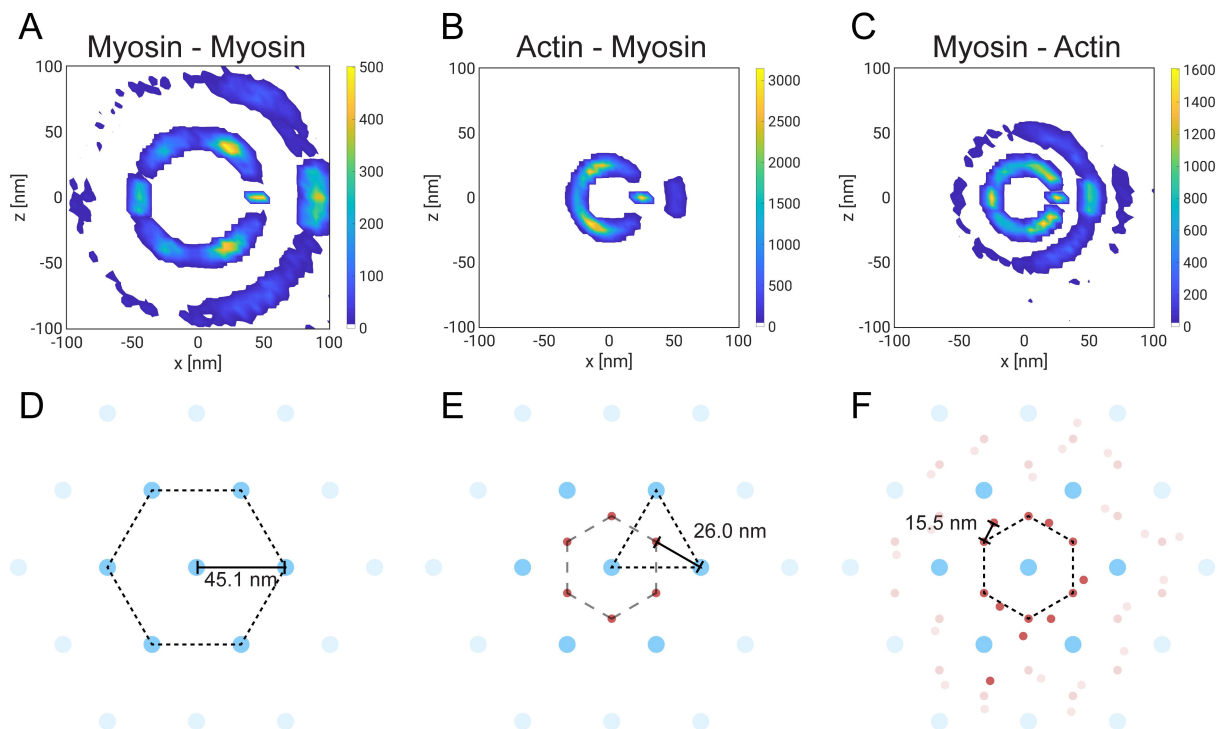 A
Myosin - Myosin
100
50
0
-50
-100
z [nm]
-100
-50
0
50
100
x [nm]
500
400
300
200
100
0
B
Actin - Myosin
100
50
0
-50
-100
z [nm]
-100
-50
0
50
100
x [nm]
3000
2500
2000
1500
1000
500
0
C
Myosin - Actin
100
50
0
-50
-100
z [nm]
-100
-50
0
50
100
x [nm]
1600
1400
1200
1000
800
600
400
200
0
D
45.1 nm
E
26.0 nm
F
15.5 nm